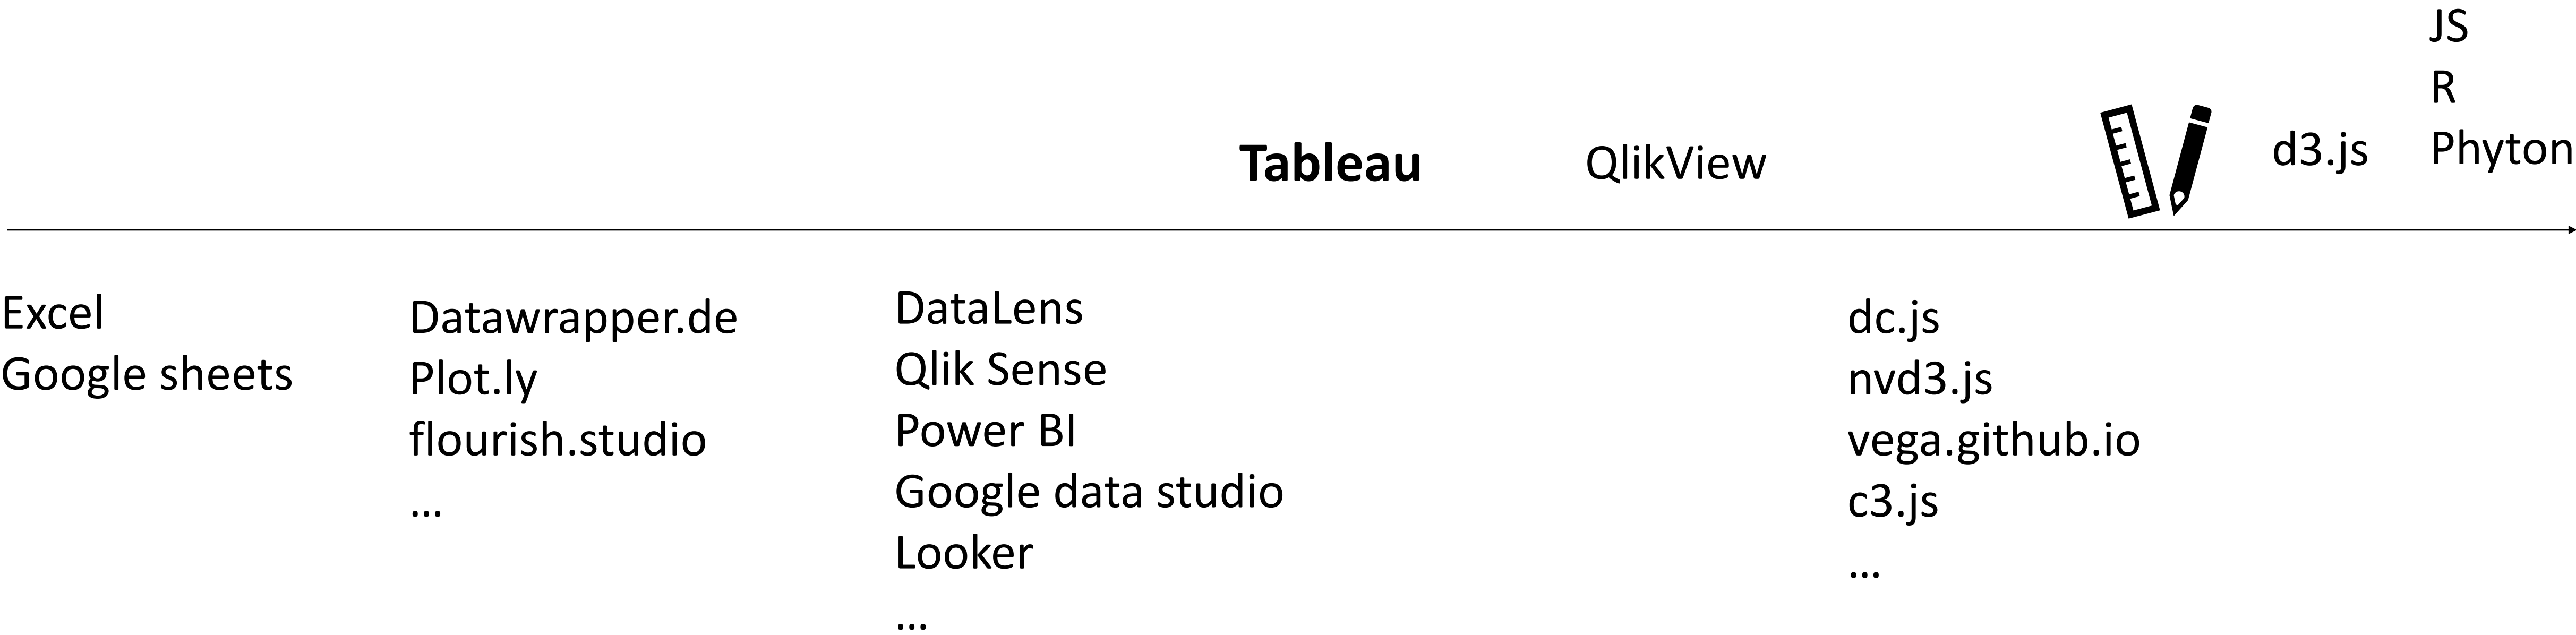 JS
R
Phyton
d3.js
Tableau
QlikView
Excel
Google sheets
Datawrapper.de
Plot.ly
flourish.studio
...
DataLens
Qlik Sense
Power BI
Google data studio
Looker
...
dc.js
nvd3.js
vega.github.io
c3.js
...